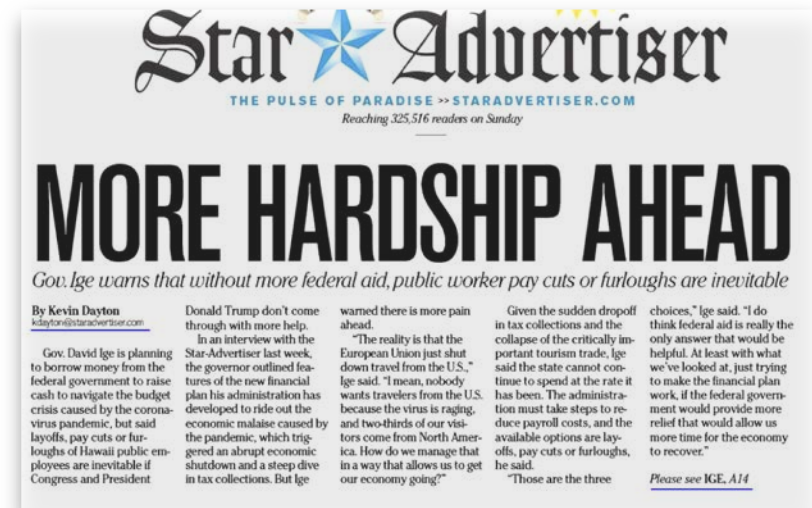 Star Advertiser
THE PULSE OF PARADISE >> STARADVERTISER.COM
Reaching 325,516 readers on Sunday
MORE HARDSHIP AHEAD
Gov. Ige warns that without more federal aid, public worker pay cuts or furloughs are inevitable
By Kevin Dayton
kdayton@staradvertiser.com
Gov. David Ige is planning
to borrow money from the
federal government to raise
cash to navigate the budget
crisis caused by the corona-
virus pandemic, but said
layoffs, pay cuts or fur-
loughs of Hawaii public em-
ployees are inevitable if
Congress and President
Donald Trump don't come
through with more help.
In an interview with the
Star-Advertiser last week,
the governor outlined fea-
tures of the new financial
plan his administration has
developed to ride out the
economic malaise caused by
the pandemic, which trig-
gered an abrupt economic
shutdown and a steep dive
in tax collections. But Ige
warned there is more pain
ahead.
"The reality is that the
European Union just shut
down travel from the U.S.,"
Ige said. "I mean, nobody
wants travelers from the U.S.
because the virus is raging,
and two-thirds of our visi-
tors come from North Amer-
ica. How do we manage that
in a way that allows us to get
our economy going?"
Given the sudden dropoff
in tax collections and the
collapse of the critically im-
portant tourism trade, Ige
said the state cannot con-
tinue to spend at the rate it
has been. The administra-
tion must take steps to re-
duce payroll costs, and the
available options are lay-
offs, pay cuts or furloughs,
he said.
"Those are the three
choices," Ige said. "I do
think federal aid is really the
only answer that would be
helpful. At least with what
we've looked at, just trying
to make the financial plan
work, if the federal govern-
ment would provide more
relief that would allow us
more time for the economy
to recover."
Please see IGE, A14